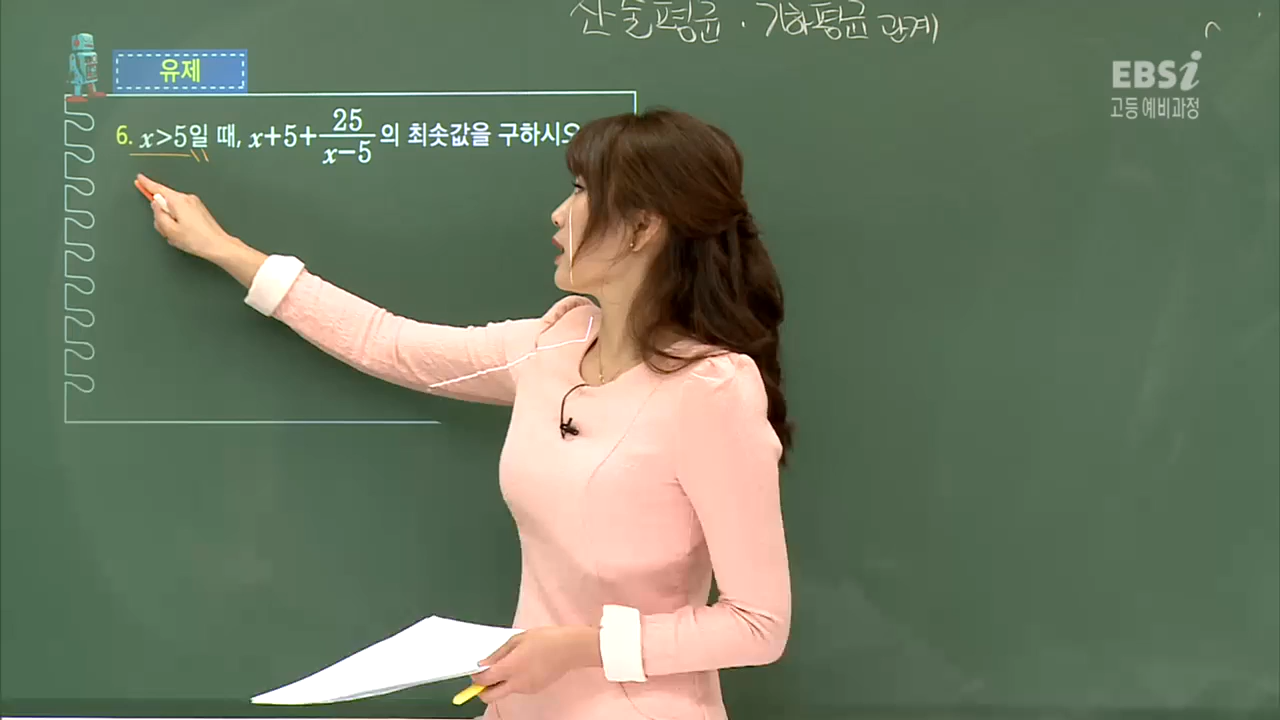 산술평균 · 기하평균 관계
유제
EBSi
고등 예비과정
6. x>5일 때, x+5+\frac{25}{x-5}의 최솟값을 구하시오